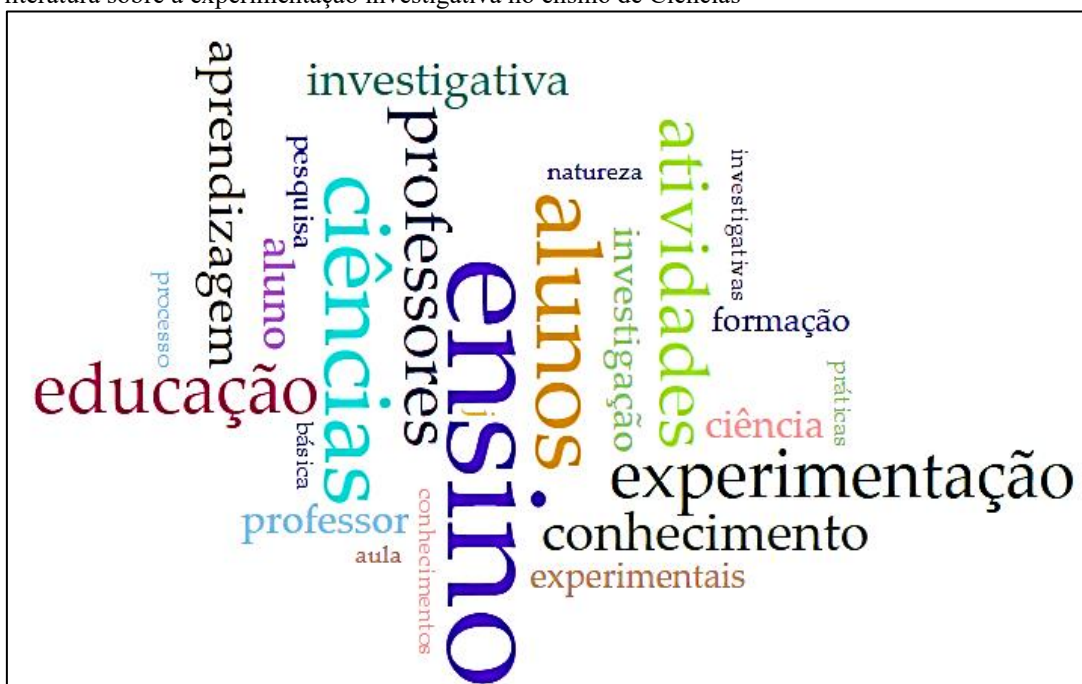 literatura sobre a experimentação investigativa no ensino de Ciências
aprendizagem
investigativa
professores
pesquisa
ciências
aluno
processo
educação
básica
professor
aula
conhecimentos
ensino
j
alunos
natureza
investigação
atividades
investigativas
formação
práticas
ciência
experimentação
conhecimento
experimentais